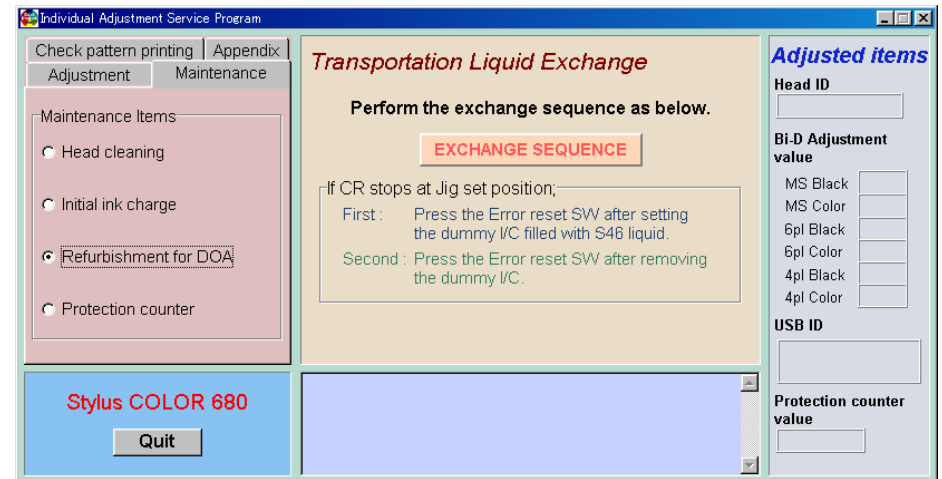 Individual Adjustment Service Program
Check pattern printing
Appendix
Adjustment
Maintenance
Maintenance Items
Head cleaning
Initial ink charge
Refurbishment for DOA
Protection counter
Stylus COLOR 680
Quit
Transportation Liquid Exchange
Perform the exchange sequence as below.
EXCHANGE SEQUENCE
If CR stops at Jig set position;
First : Press the Error reset SW after setting
the dummy I/C filled with S46 liquid.
Second : Press the Error reset SW after removing
the dummy I/C.
Adjusted items
Head ID
Bi-D Adjustment
value
MS Black
MS Color
6pl Black
6pl Color
4pl Black
4pl Color
USB ID
Protection counter
value